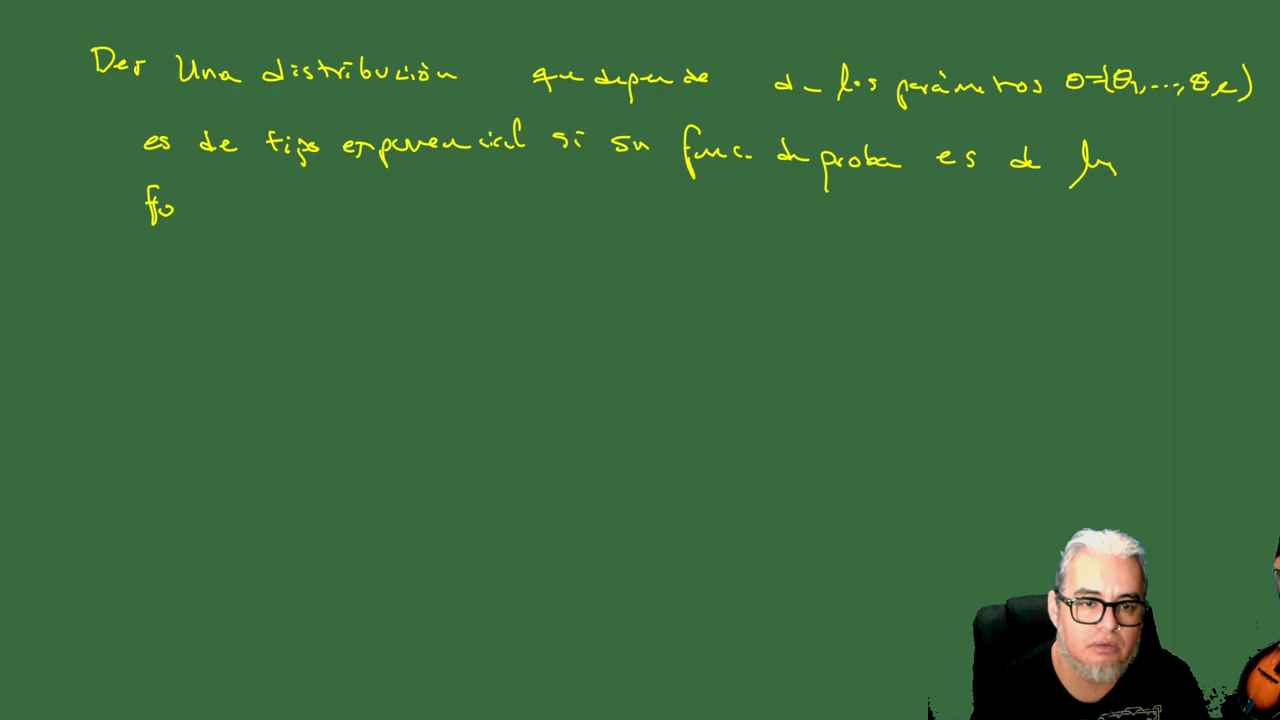 Def Una distribución que depende de los parámetros θ=(θ1,...,θℓ)
es de tipo exponencial si su func. de proba es de la
fo